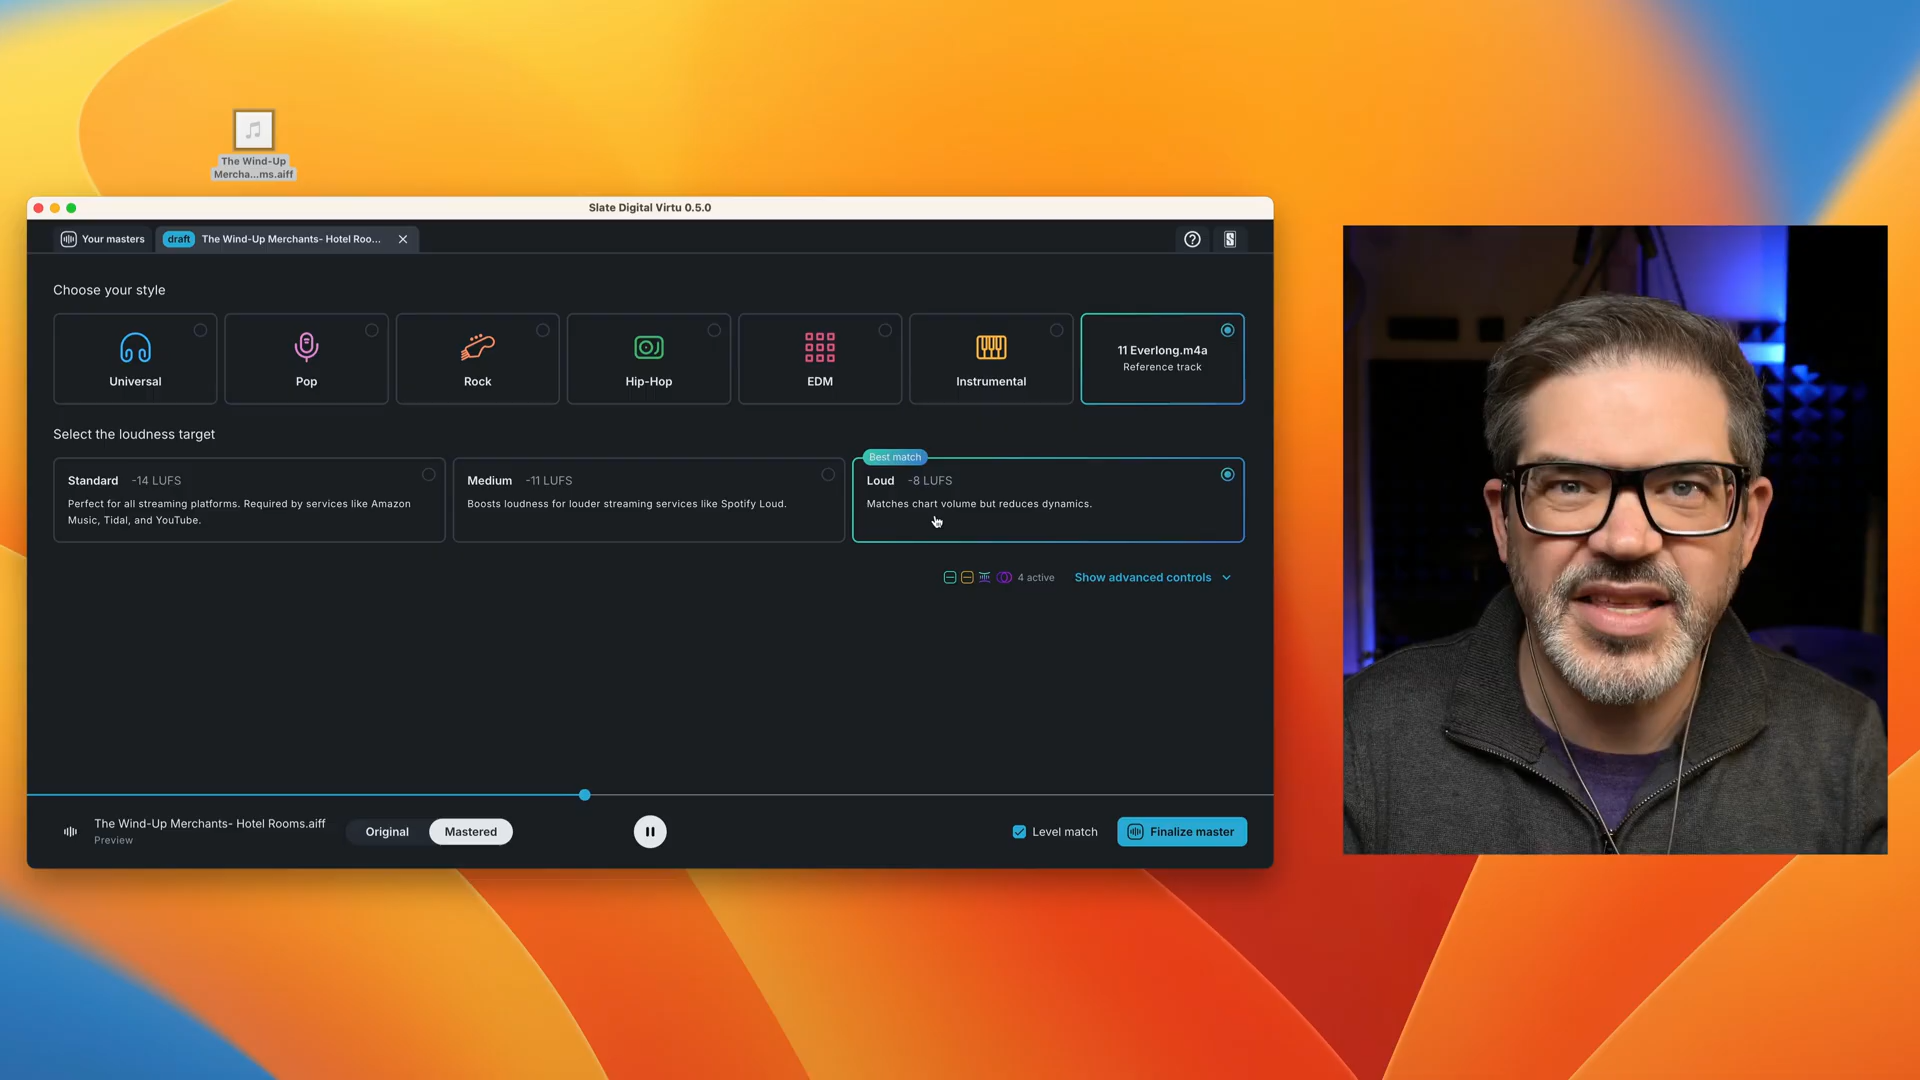 The Wind-Up
Mercha...ms.aiff
Slate Digital Virtu 0.5.0
Your masters
draft
The Wind-Up Merchants- Hotel Roo...
Choose your style
Universal
Pop
Rock
Hip-Hop
EDM
Instrumental
11 Everlong.m4a
Reference track
Select the loudness target
Standard -14 LUFS
Perfect for all streaming platforms. Required by services like Amazon
Music, Tidal, and YouTube.
Medium -11 LUFS
Boosts loudness for louder streaming services like Spotify Loud.
Best match
Loud -8 LUFS
Matches chart volume but reduces dynamics.
4 active
Show advanced controls
The Wind-Up Merchants- Hotel Rooms.aiff
Preview
Original
Mastered
Level match
Finalize master